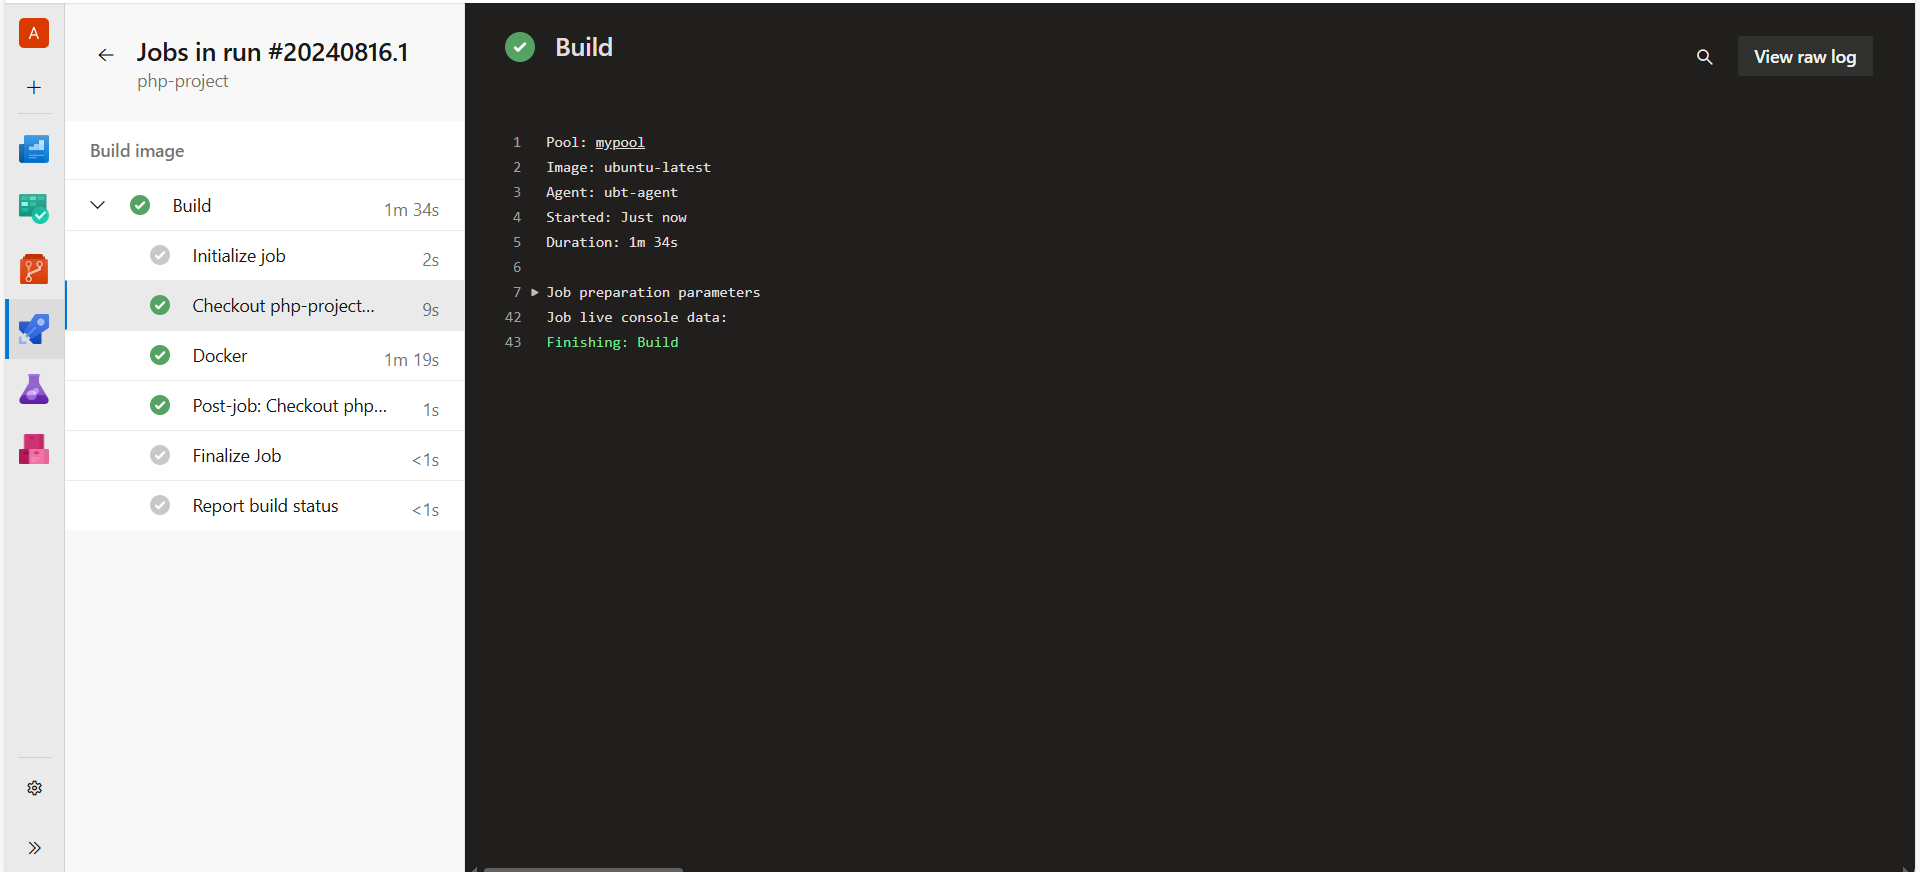 A
Jobs in run #20240816.1
php-project
Build image
Build 1m 34s
Initialize job 2s
Checkout php-project... 9s
Docker 1m 19s
Post-job: Checkout php... 1s
Finalize Job <1s
Report build status <1s
Build
View raw log
1 Pool: mypool
2 Image: ubuntu-latest
3 Agent: ubt-agent
4 Started: Just now
5 Duration: 1m 34s
6
7 Job preparation parameters
42 Job live console data:
43 Finishing: Build